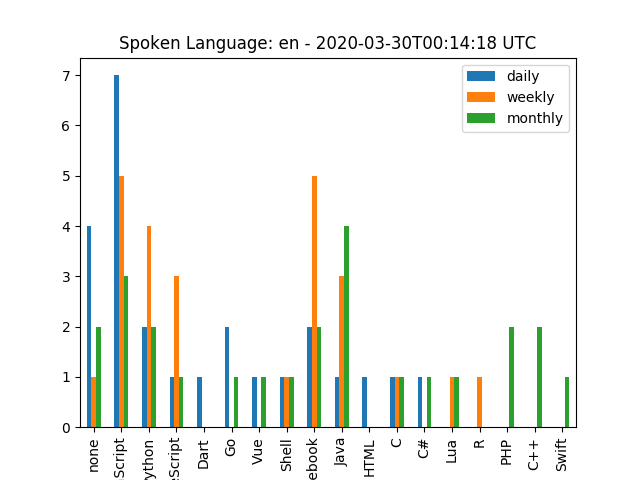 Spoken Language: en - 2020-03-30T00:14:18 UTC
daily
weekly
monthly
7
6
5
4
3
2
1
0
none
Script
ython
eScript
Dart
Go
Vue
Shell
ebook
Java
HTML
C
C#
Lua
R
PHP
C++
Swift